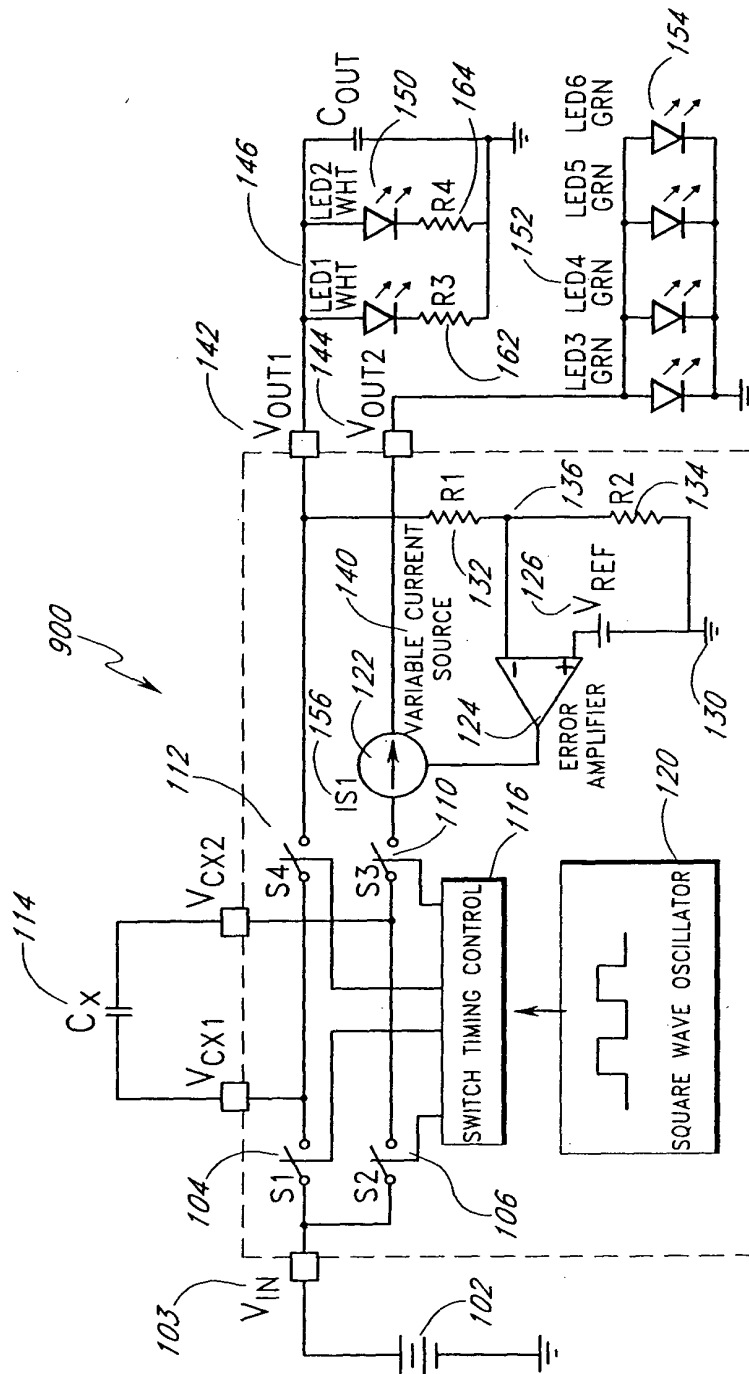 900
114
CX
VCX1
VCX2
112
156
142
VOUT1
144
VOUT2
146
LED1
WHT
LED2
WHT
COUT
150
R3
162
R4
164
103
VIN
104
S1
S4
IS1
122
140
VARIABLE CURRENT
SOURCE
R1
132
136
S2
106
S3
110
124
ERROR
AMPLIFIER
-
+
126
VREF
R2
134
130
102
SWITCH TIMING CONTROL
116
SQUARE WAVE OSCILLATOR
120
LED3
GRN
LED4
GRN
152
LED5
GRN
LED6
GRN
154